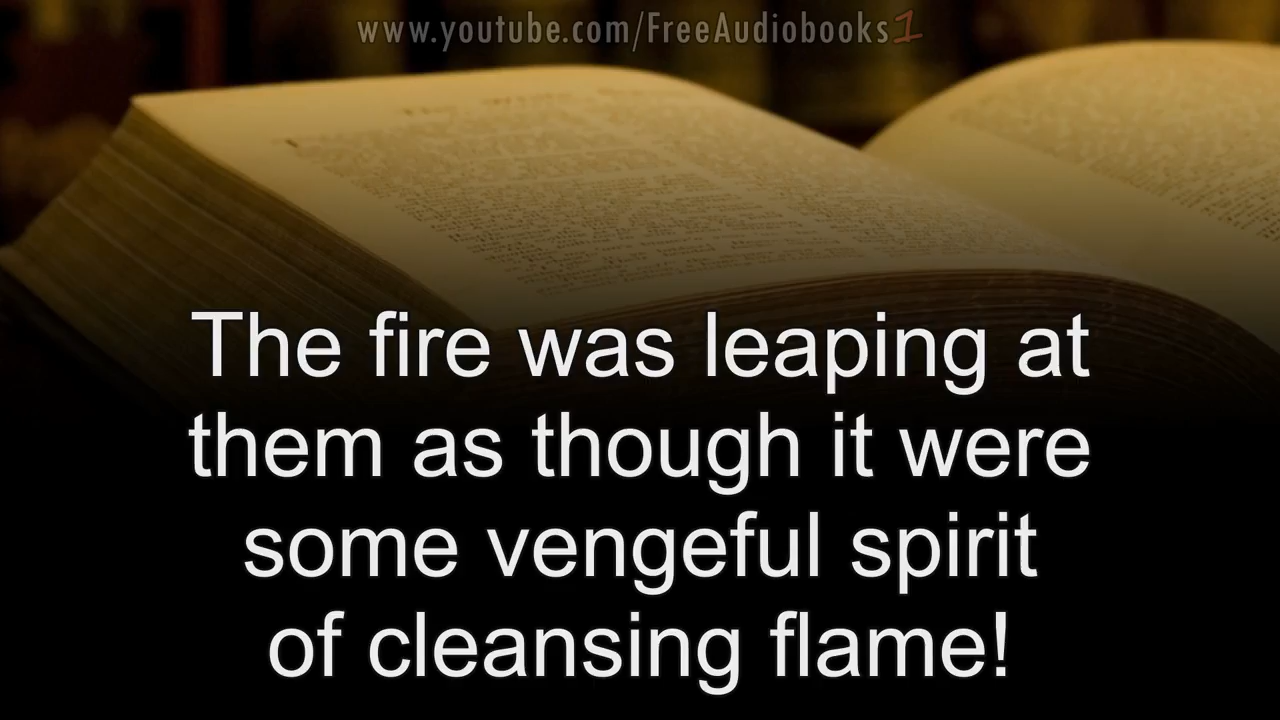 www.youtube.com/FreeAudiobooks1
The fire was leaping at
them as though it were
some vengeful spirit
of cleansing flame!